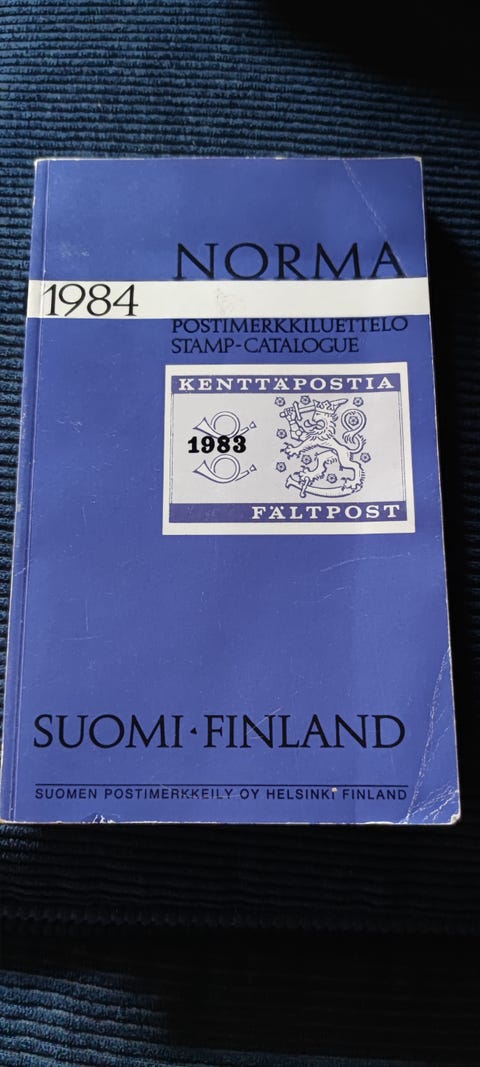 NORMA
1984
POSTIMERKKILUETTELO
STAMP-CATALOGUE
KENTTÄPOSTIA
1983
FÄLTPOST
SUOMI·FINLAND
SUOMEN POSTIMERKKEILY OY HELSINKI FINLAND